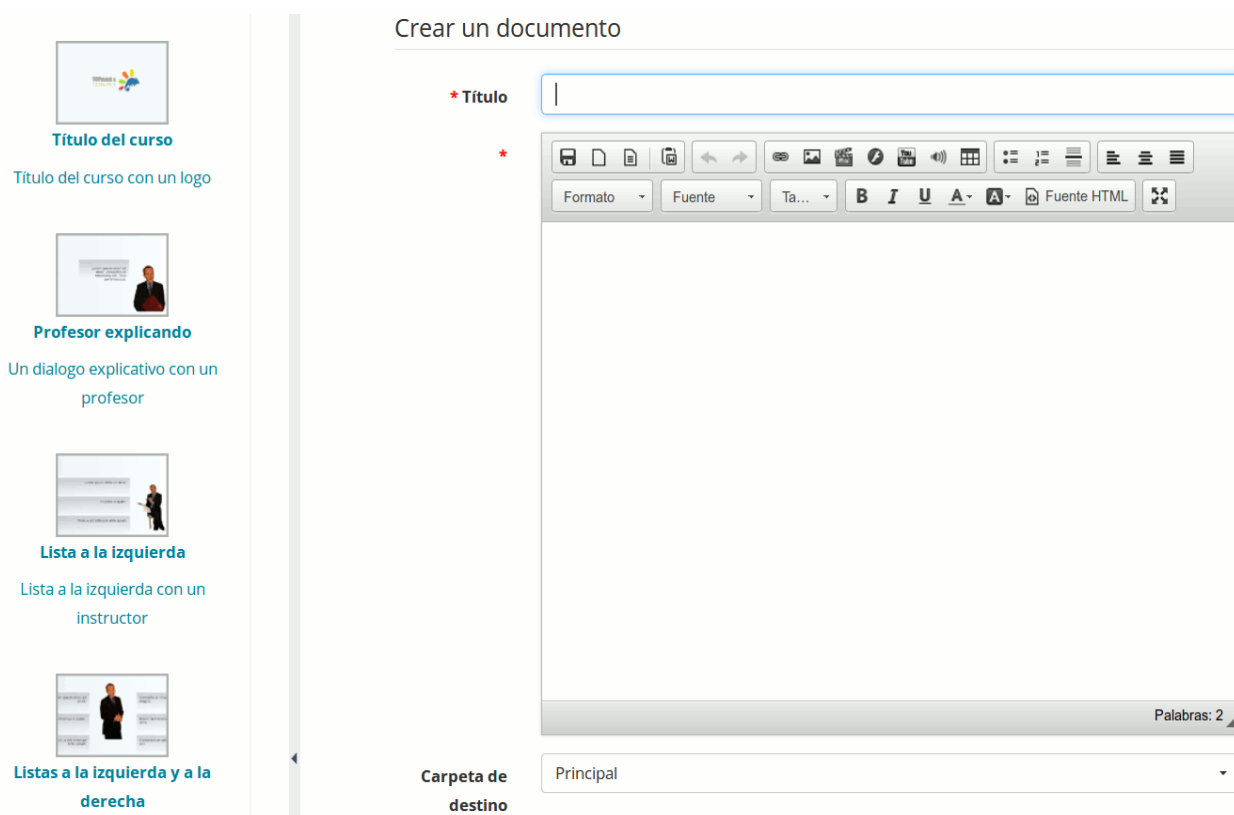 Crear un documento
* Título
*
Formato
Fuente
Ta...
B I U A A Fuente HTML
Palabras: 2
Carpeta de
destino
Principal
Título del curso
Título del curso con un logo
Profesor explicando
Un dialogo explicativo con un
profesor
Lista a la izquierda
Lista a la izquierda con un
instructor
Listas a la izquierda y a la
derecha